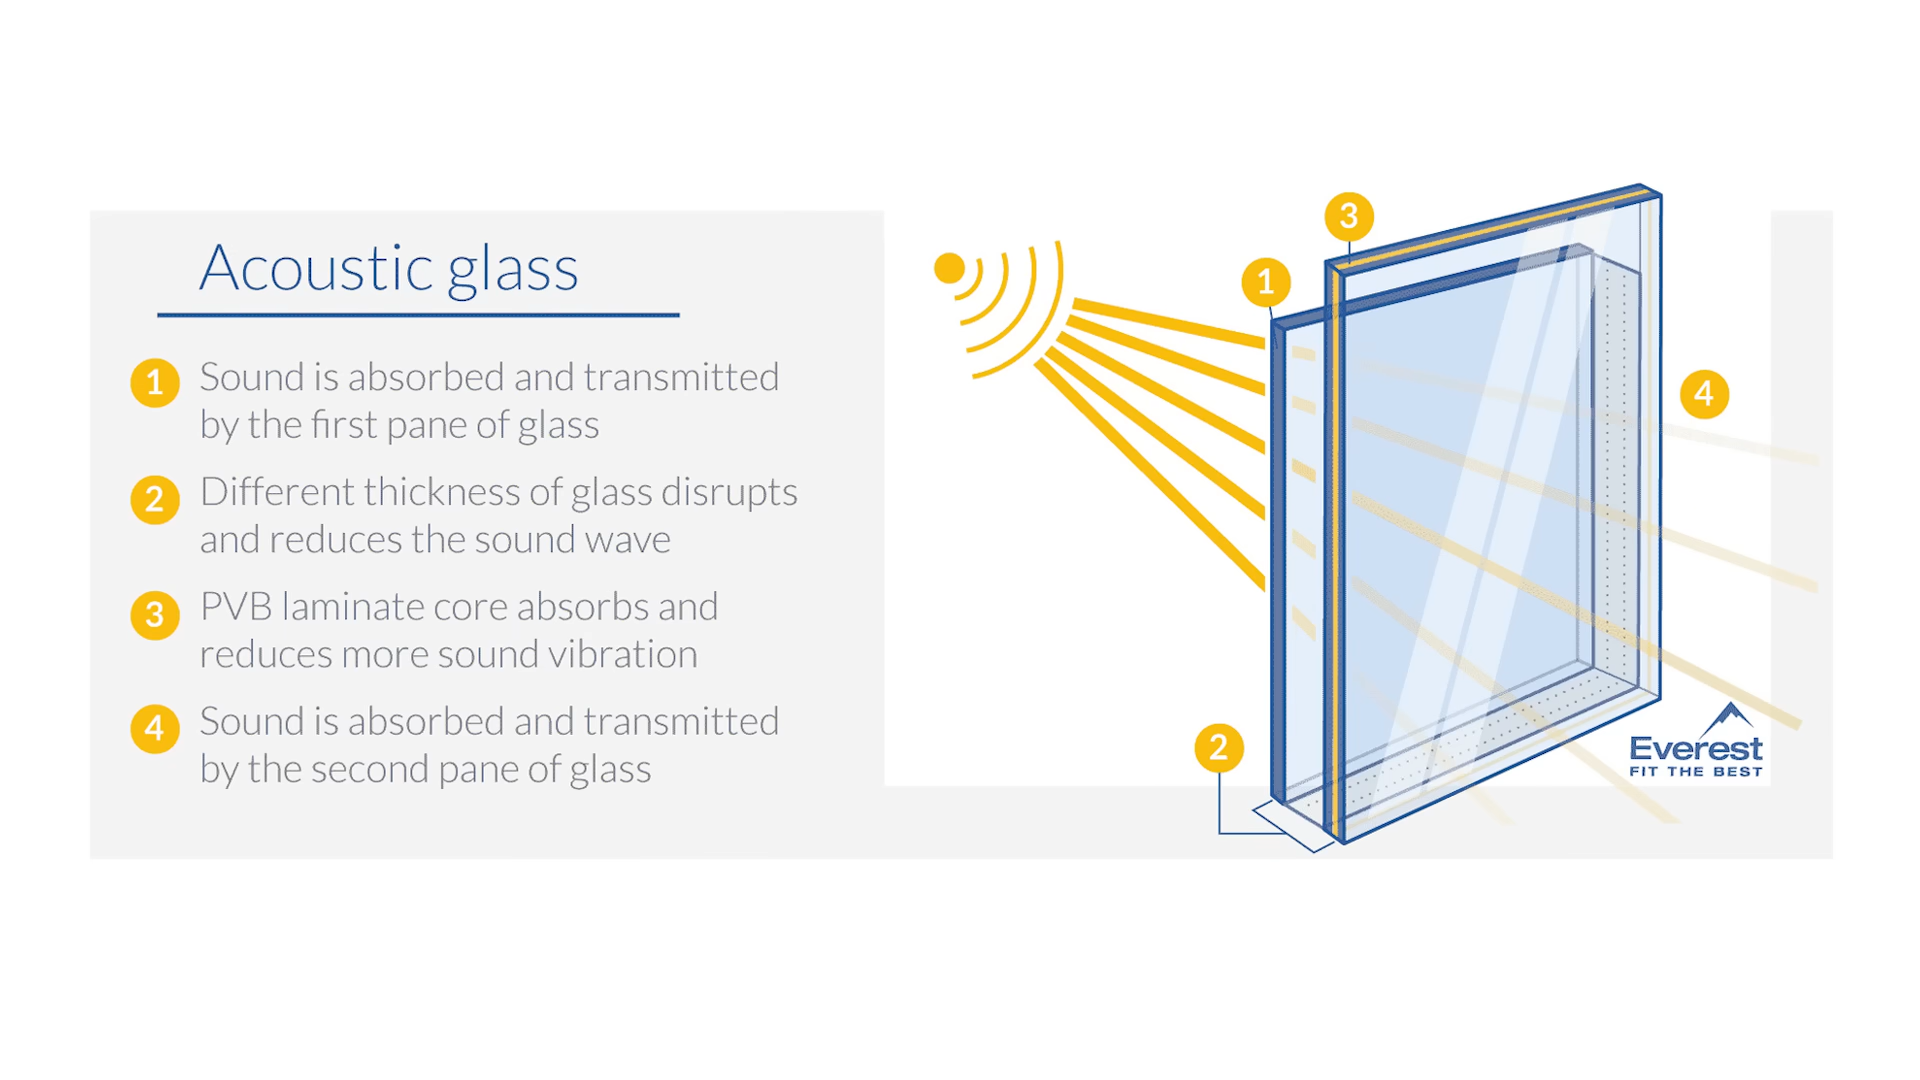 Acoustic glass
1 Sound is absorbed and transmitted
by the first pane of glass
2 Different thickness of glass disrupts
and reduces the sound wave
3 PVB laminate core absorbs and
reduces more sound vibration
4 Sound is absorbed and transmitted
by the second pane of glass
3
1
4
2
Everest
FIT THE BEST